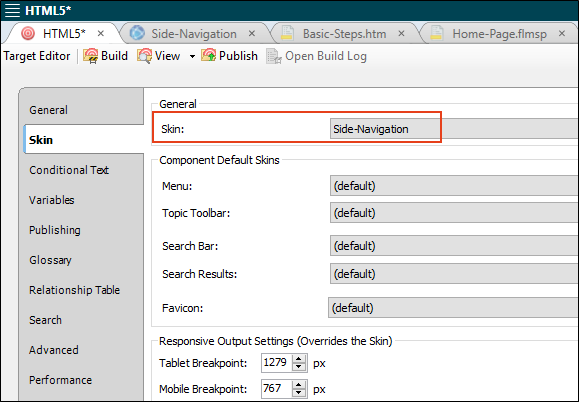 HTML5*
HTML5* Side-Navigation Basic-Steps.htm Home-Page.flmsp
Target Editor Build View Publish Open Build Log
General
Skin
Conditional Text
Variables
Publishing
Glossary
Relationship Table
Search
Advanced
Performance
General
Skin: Side-Navigation
Component Default Skins
Menu: (default)
Topic Toolbar: (default)
Search Bar: (default)
Search Results: (default)
Favicon: (default)
Responsive Output Settings (Overrides the Skin)
Tablet Breakpoint: 1279 px
Mobile Breakpoint: 767 px